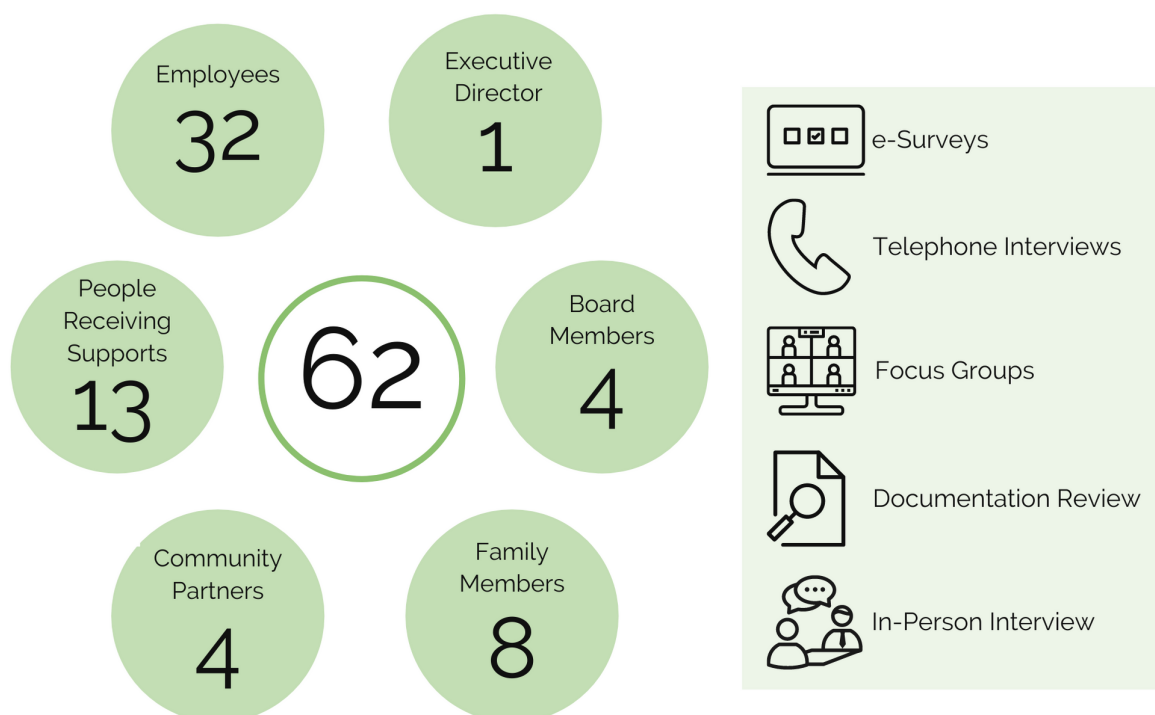 Employees
32
Executive
Director
1
People
Receiving
Supports
13
62
Board
Members
4
Community
Partners
4
Family
Members
8
e-Surveys
Telephone Interviews
Focus Groups
Documentation Review
In-Person Interview